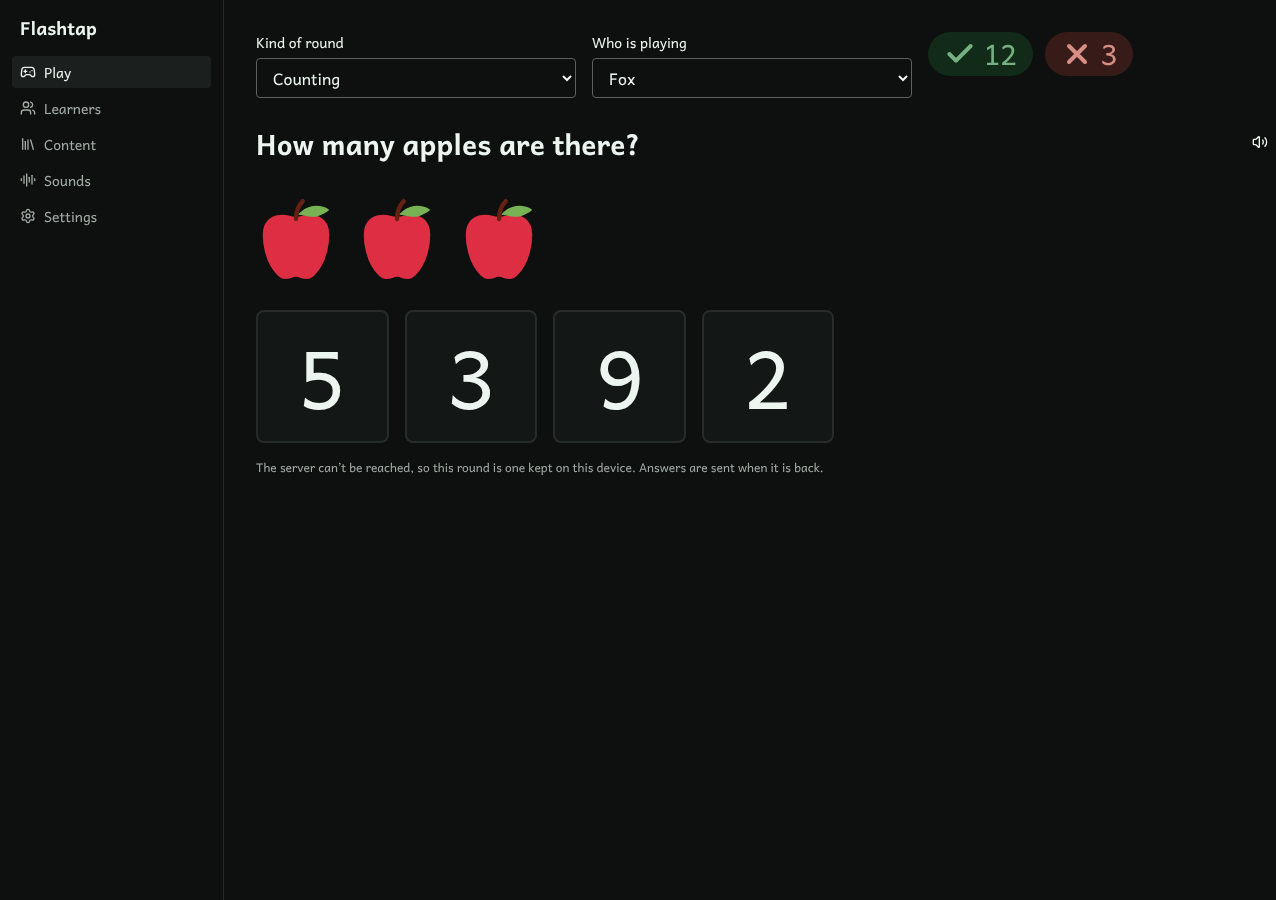 Flashtap
Play
Learners
Content
Sounds
Settings
Kind of round
Counting
Who is playing
Fox
12
3
How many apples are there?
5
3
9
2
The server can't be reached, so this round is one kept on this device. Answers are sent when it is back.